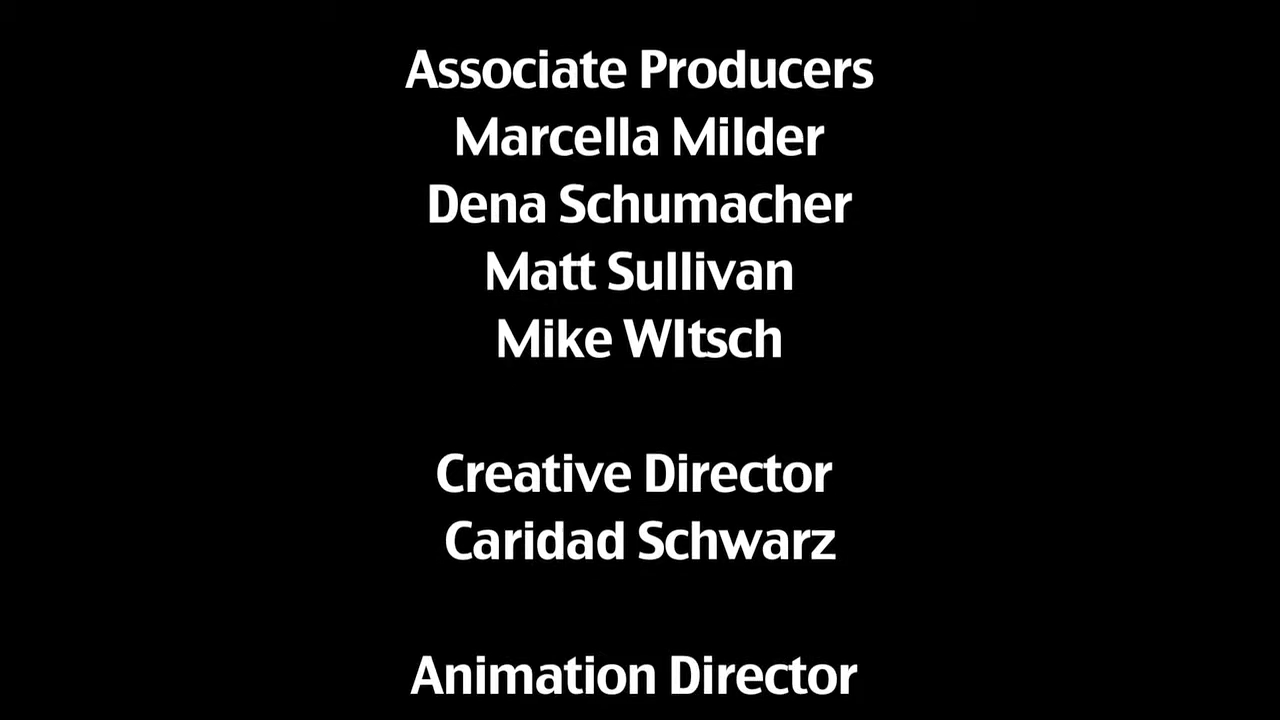 Associate Producers
Marcella Milder
Dena Schumacher
Matt Sullivan
Mike WItsch
Creative Director
Caridad Schwarz
Animation Director